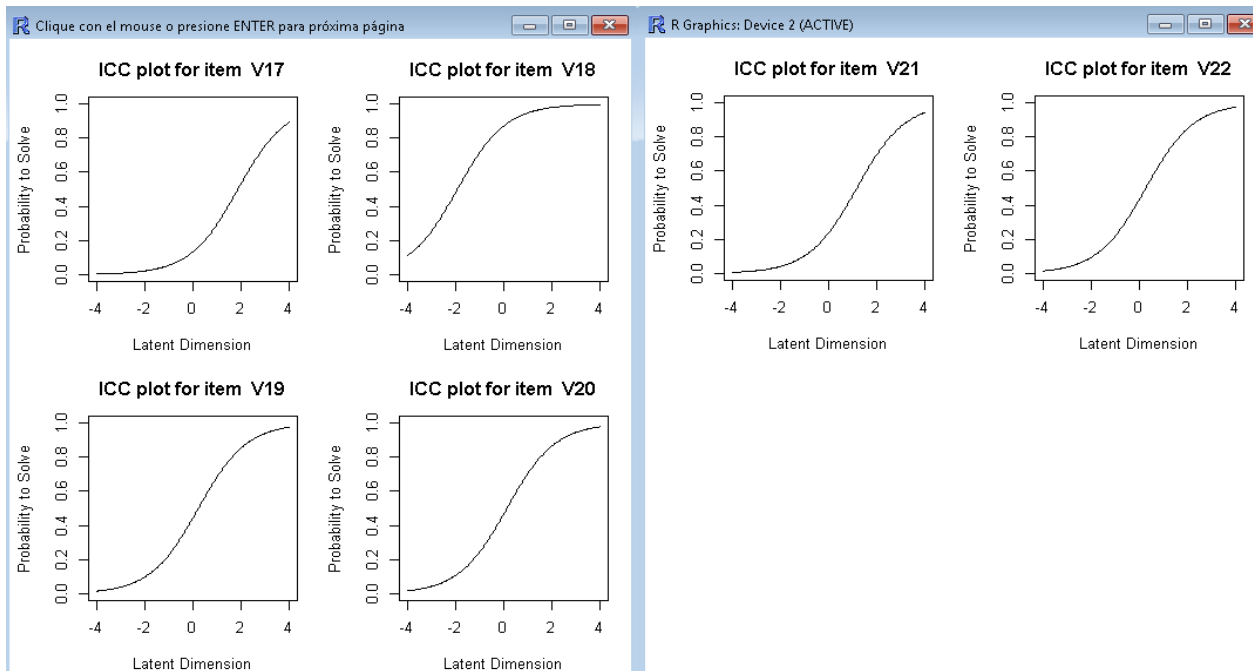 Clique con el mouse o presione ENTER para próxima página
ICC plot for item V17
Probability to Solve
0.0 0.2 0.4 0.6 0.8 1.0
-4 -2 0 2 4
Latent Dimension
ICC plot for item V18
Probability to Solve
0.0 0.2 0.4 0.6 0.8 1.0
-4 -2 0 2 4
Latent Dimension
ICC plot for item V19
Probability to Solve
0.0 0.2 0.4 0.6 0.8 1.0
-4 -2 0 2 4
Latent Dimension
ICC plot for item V20
Probability to Solve
0.0 0.2 0.4 0.6 0.8 1.0
-4 -2 0 2 4
Latent Dimension
R Graphics: Device 2 (ACTIVE)
ICC plot for item V21
Probability to Solve
0.0 0.2 0.4 0.6 0.8 1.0
-4 -2 0 2 4
Latent Dimension
ICC plot for item V22
Probability to Solve
0.0 0.2 0.4 0.6 0.8 1.0
-4 -2 0 2 4
Latent Dimension